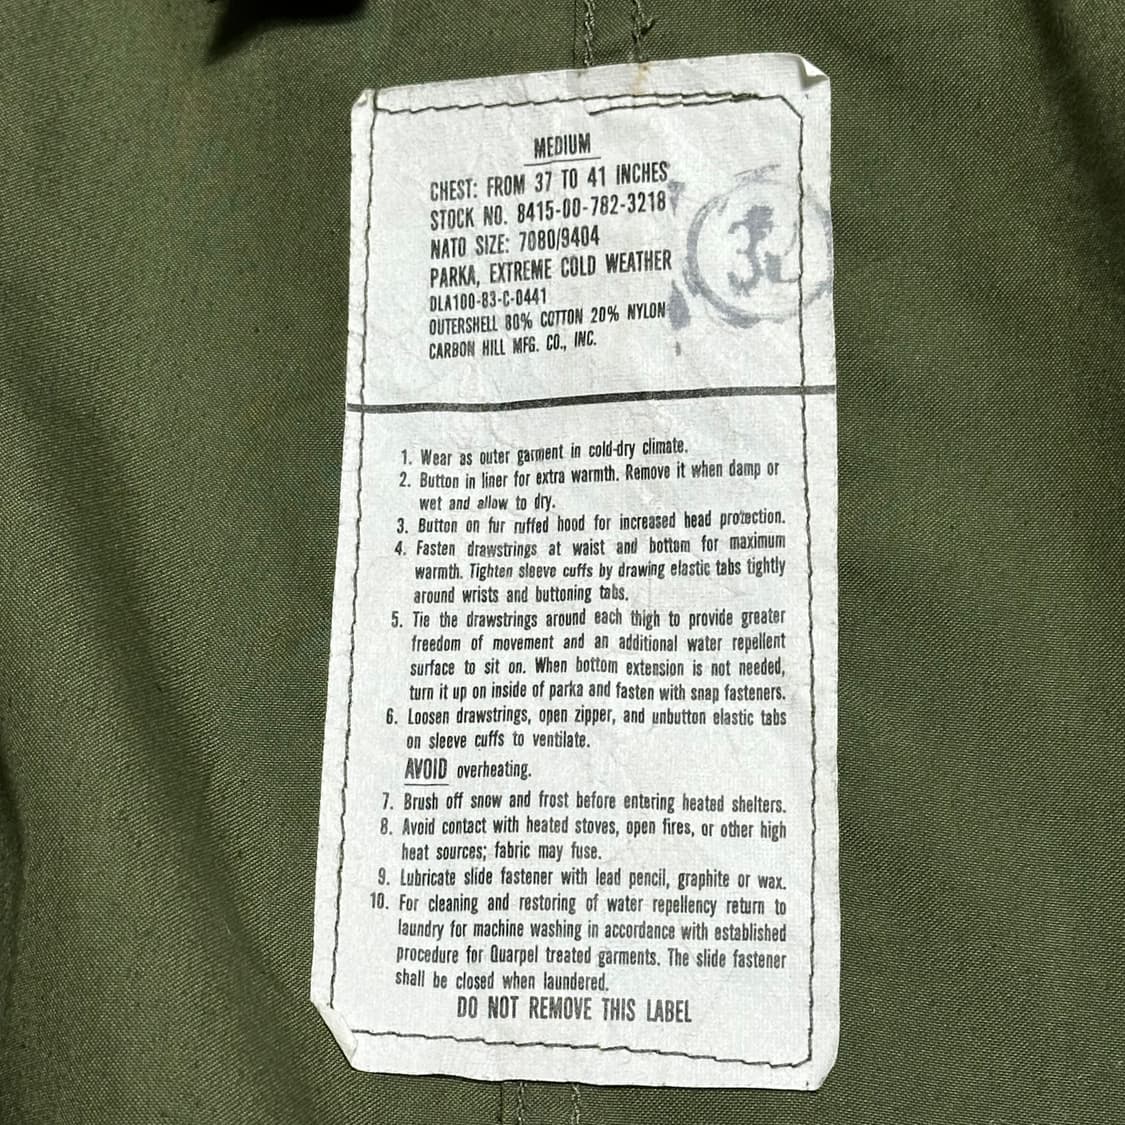 MEDIUM
CHEST: FROM 37 TO 41 INCHES
STOCK NO. 8415-00-782-3218
NATO SIZE: 7080/9404
PARKA, EXTREME COLD WEATHER
DLA100-83-C-0441
OUTERSHELL 80% COTTON 20% NYLON
CARBON HILL MFG. CO., INC.
1. Wear as outer garment in cold-dry climate.
2. Button in liner for extra warmth. Remove it when damp or
wet and allow to dry.
3. Button on fur ruffed hood for increased head protection.
4. Fasten drawstrings at waist and bottom for maximum
warmth. Tighten sleeve cuffs by drawing elastic tabs tightly
around wrists and buttoning tabs.
5. Tie the drawstrings around each thigh to provide greater
freedom of movement and an additional water repellent
surface to sit on. When bottom extension is not needed,
turn it up on inside of parka and fasten with snap fasteners.
6. Loosen drawstrings, open zipper, and unbutton elastic tabs
on sleeve cuffs to ventilate.
AVOID overheating.
7. Brush off snow and frost before entering heated shelters.
8. Avoid contact with heated stoves, open fires, or other high
heat sources; fabric may fuse.
9. Lubricate slide fastener with lead pencil, graphite or wax.
10. For cleaning and restoring of water repellency return to
laundry for machine washing in accordance with established
procedure for Quarpel treated garments. The slide fastener
shall be closed when laundered.
DO NOT REMOVE THIS LABEL